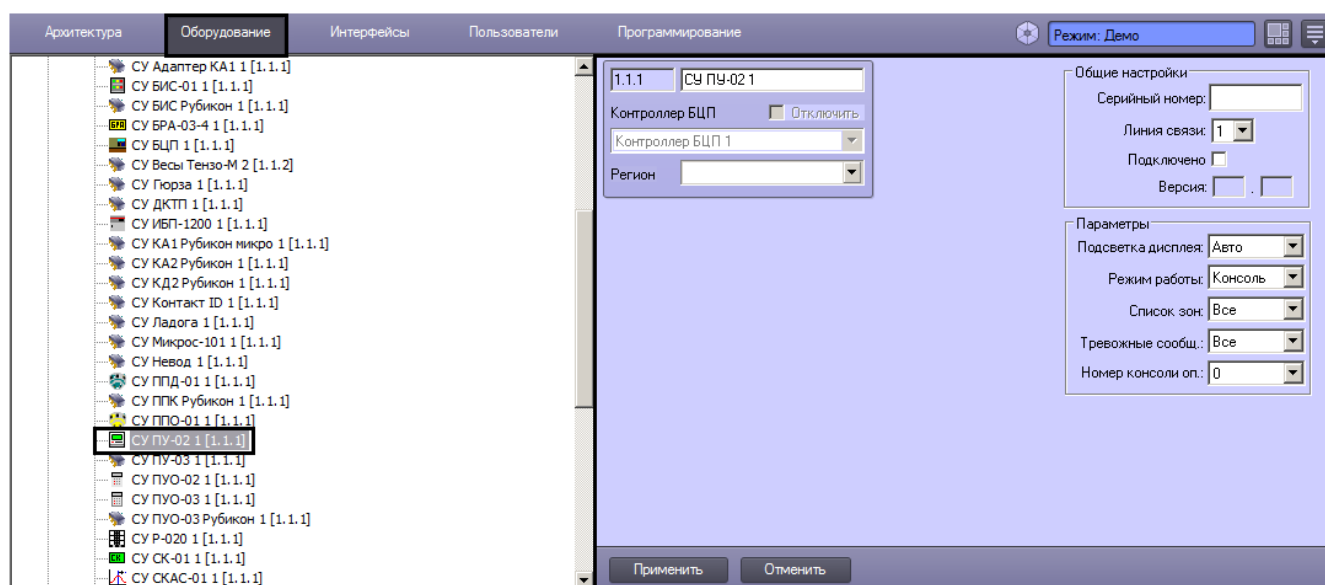 Архитектура Оборудование Интерфейсы Пользователи Программирование Режим: Демо
СУ Адаптер КА1 1 [1.1.1]
СУ БИС-01 1 [1.1.1]
СУ БИС Рубикон 1 [1.1.1]
СУ БРА-03-4 1 [1.1.1]
СУ БЦП 1 [1.1.1]
СУ Весы Тензо-М 2 [1.1.2]
СУ Гюрза 1 [1.1.1]
СУ ДКТП 1 [1.1.1]
СУ ИБП-1200 1 [1.1.1]
СУ КА1 Рубикон микро 1 [1.1.1]
СУ КА2 Рубикон 1 [1.1.1]
СУ КД2 Рубикон 1 [1.1.1]
СУ Контакт ID 1 [1.1.1]
СУ Ладога 1 [1.1.1]
СУ Микрос-101 1 [1.1.1]
СУ Невод 1 [1.1.1]
СУ ППД-01 1 [1.1.1]
СУ ППК Рубикон 1 [1.1.1]
СУ ППО-01 1 [1.1.1]
СУ ПУ-02 1 [1.1.1]
СУ ПУ-03 1 [1.1.1]
СУ ПУО-02 1 [1.1.1]
СУ ПУО-03 1 [1.1.1]
СУ ПУО-03 Рубикон 1 [1.1.1]
СУ Р-020 1 [1.1.1]
СУ СК-01 1 [1.1.1]
СУ СКАС-01 1 [1.1.1]
1.1.1 СУ ПУ-02 1
Контроллер БЦП Отключить
Контроллер БЦП 1
Регион
Общие настройки
Серийный номер:
Линия связи: 1
Подключено
Версия: .
Параметры
Подсветка дисплея: Авто
Режим работы: Консоль
Список зон: Все
Тревожные сообщ.: Все
Номер консоли оп.: 0
Применить Отменить